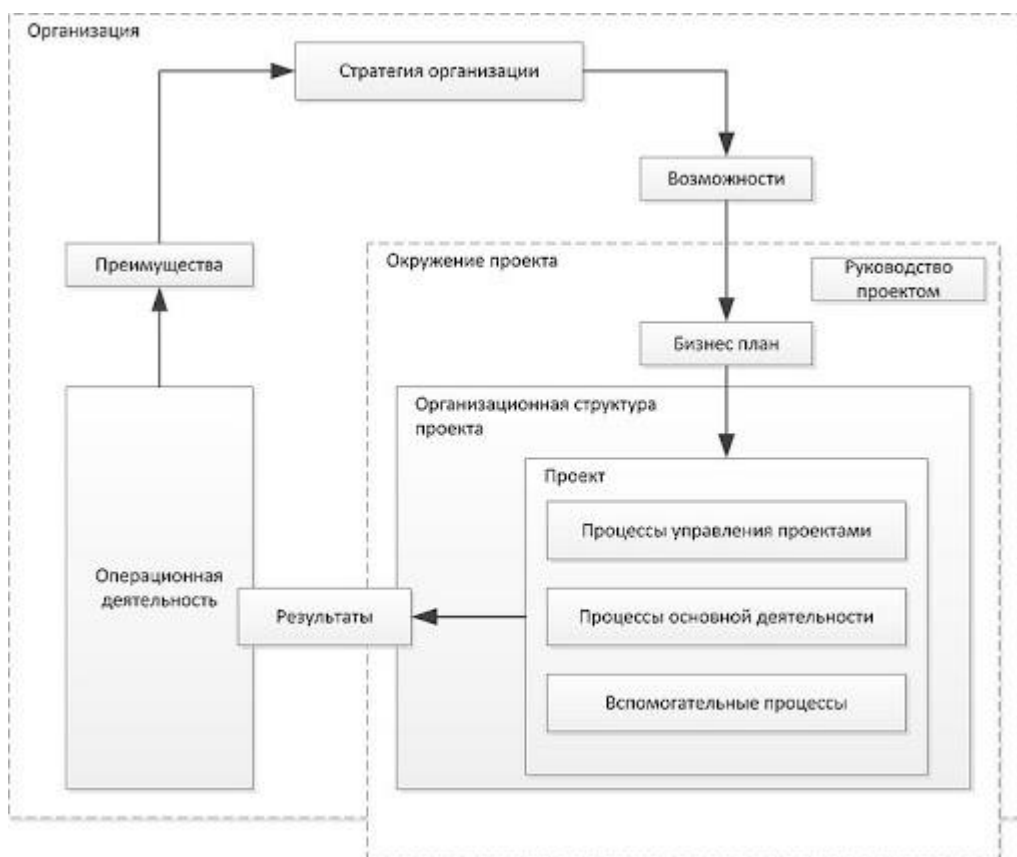 Организация
Стратегия организации
Возможности
Преимущества
Окружение проекта
Руководство
проектом
Бизнес план
Организационная структура
проекта
Проект
Процессы управления проектами
Операционная
деятельность
Результаты
Процессы основной деятельности
Вспомогательные процессы